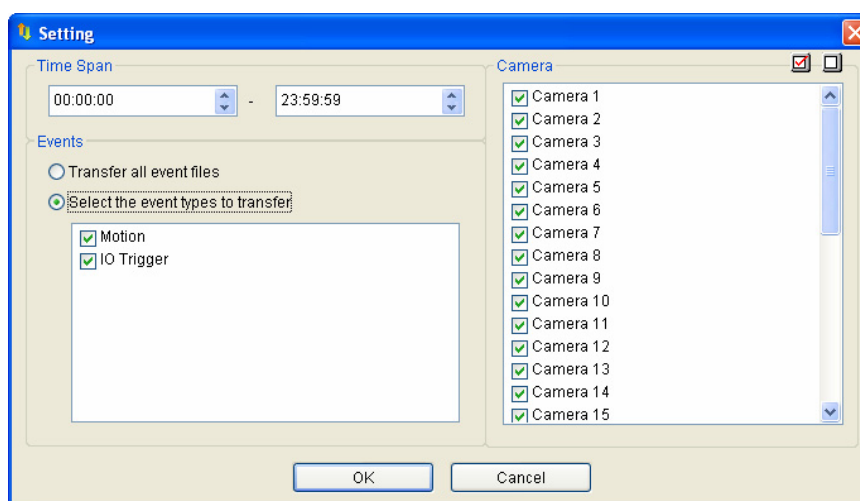 Setting
Time Span
00:00:00 - 23:59:59
Events
Transfer all event files
Select the event types to transfer
Motion
IO Trigger
Camera
Camera 1
Camera 2
Camera 3
Camera 4
Camera 5
Camera 6
Camera 7
Camera 8
Camera 9
Camera 10
Camera 11
Camera 12
Camera 13
Camera 14
Camera 15
OK Cancel